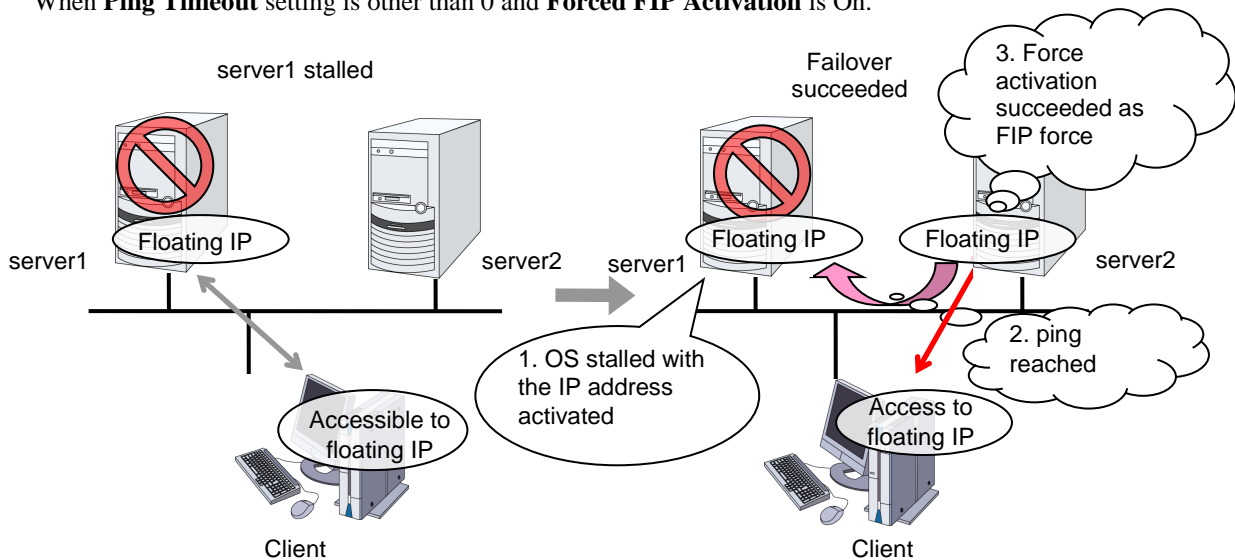 When Ping Timeout setting is other than 0 and Forced FIP Activation is On.
server1 stalled
Floating IP
server1
server2
Accessible to
floating IP
Client
Failover
succeeded
3. Force
activation
succeeded as
FIP force
Floating IP
Floating IP
server1
server2
1. OS stalled with
the IP address
activated
2. ping
reached
Access to
floating IP
Client